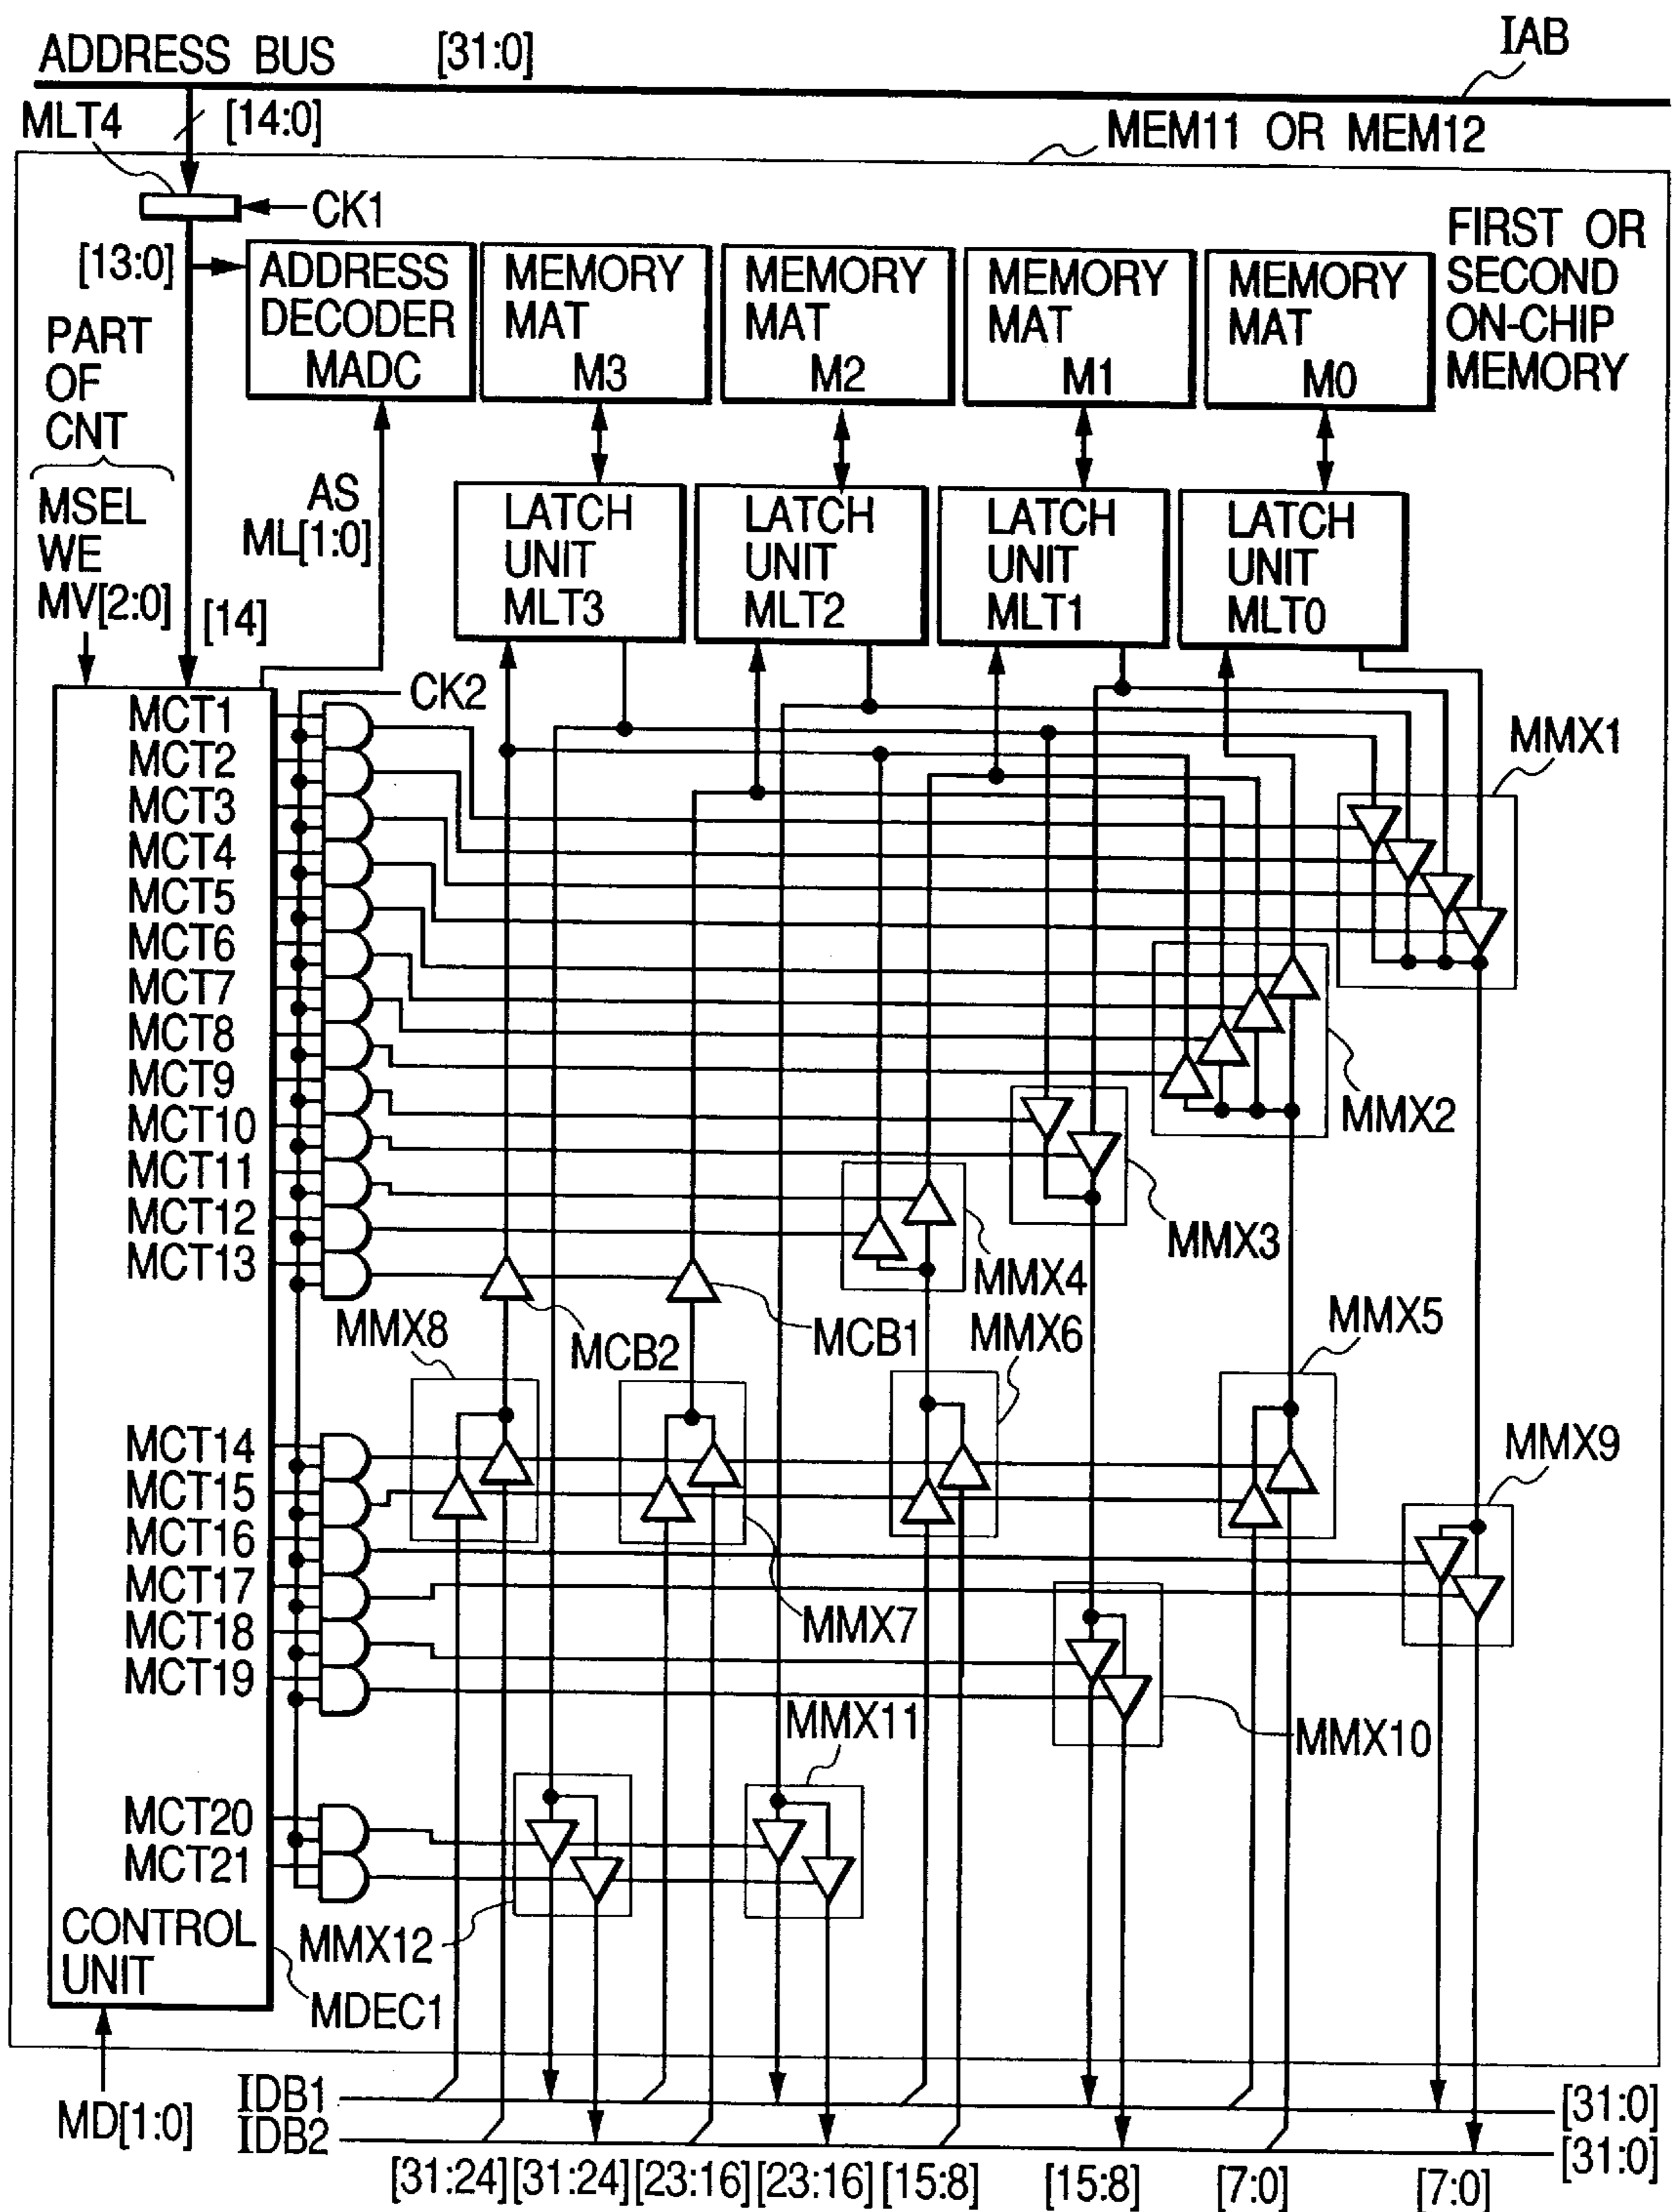 ADDRESS BUS [31:0]
IAB
MLT4
[14:0]
MEM11 OR MEM12
CK1
[13:0]
ADDRESS
DECODER
MADC
MEMORY
MAT
M3
MEMORY
MAT
M2
MEMORY
MAT
M1
MEMORY
MAT
M0
FIRST OR
SECOND
ON-CHIP
MEMORY
PART
OF
CNT
MSEL
WE
MV[2:0]
[14]
AS
ML[1:0]
LATCH
UNIT
MLT3
LATCH
UNIT
MLT2
LATCH
UNIT
MLT1
LATCH
UNIT
MLT0
CK2
MCT1
MCT2
MCT3
MCT4
MCT5
MCT6
MCT7
MCT8
MCT9
MCT10
MCT11
MCT12
MCT13
MMX1
MMX2
MMX3
MMX4
MMX8
MCB2
MCB1
MMX6
MMX5
MCT14
MCT15
MCT16
MCT17
MCT18
MCT19
MMX9
MMX7
MMX11
MMX10
MCT20
MCT21
CONTROL
UNIT
MMX12
MDEC1
MD[1:0]
IDB1
IDB2
[31:0]
[31:0]
[31:24] [31:24] [23:16] [23:16] [15:8] [15:8] [7:0] [7:0]